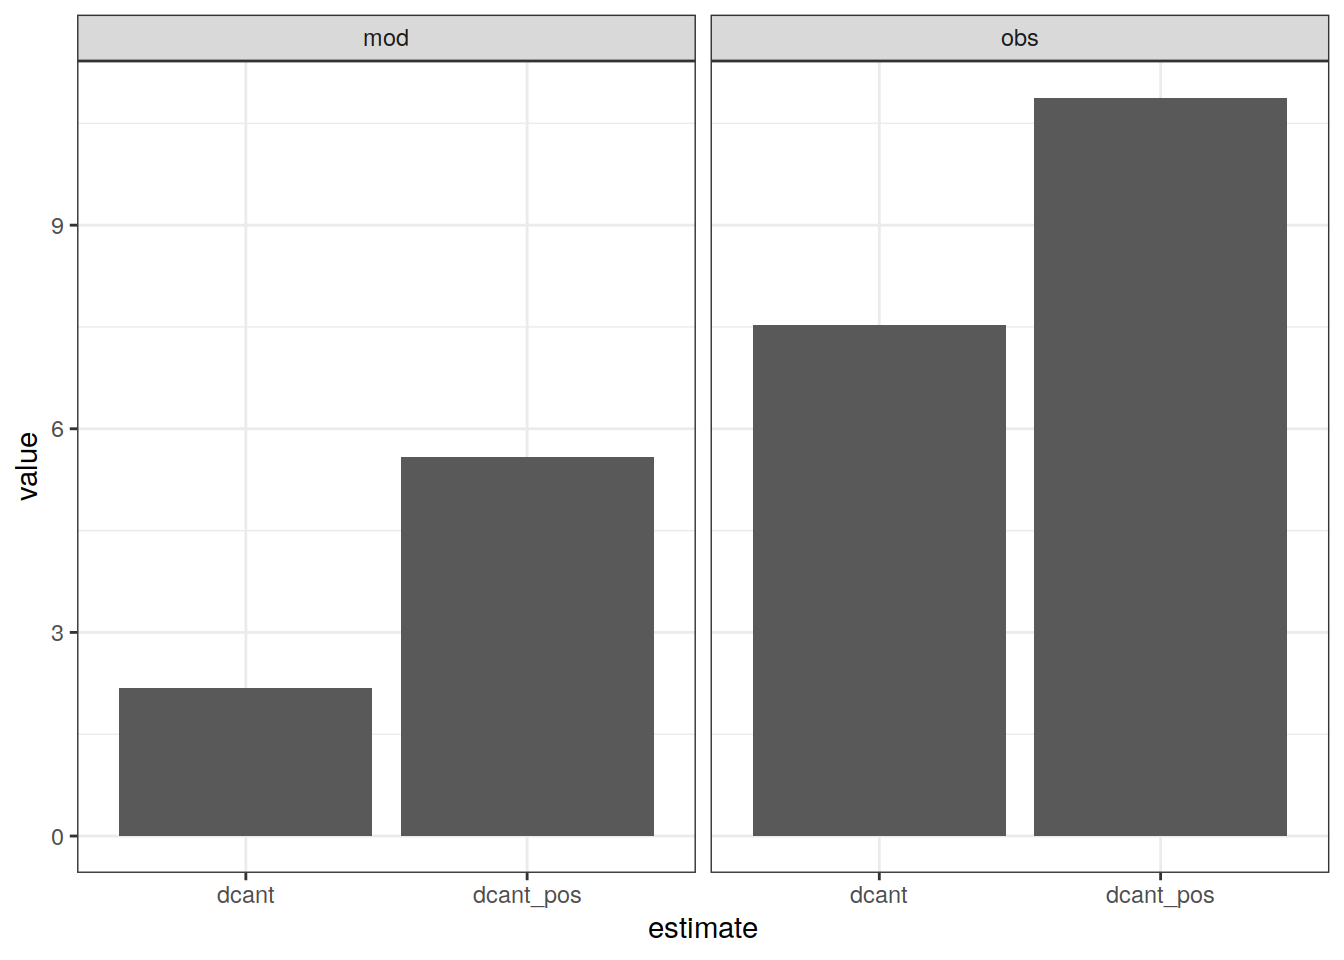 mod
obs
value
9
6
3
0
dcant
dcant_pos
dcant
dcant_pos
estimate